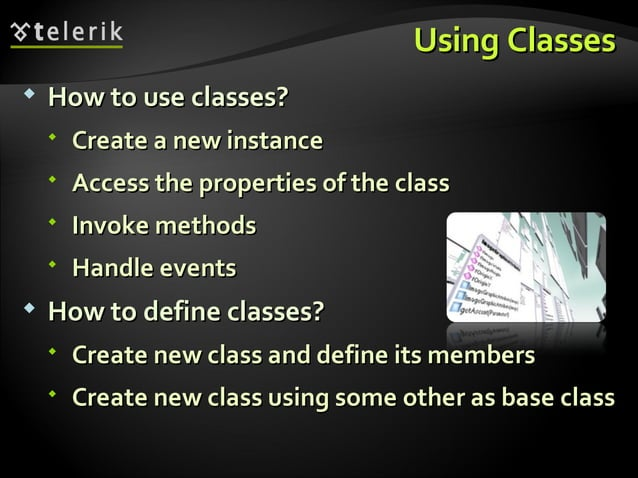 telerik
Using Classes
How to use classes?
Create a new instance
Access the properties of the class
Invoke methods
Handle events
How to define classes?
Create new class and define its members
Create new class using some other as base class